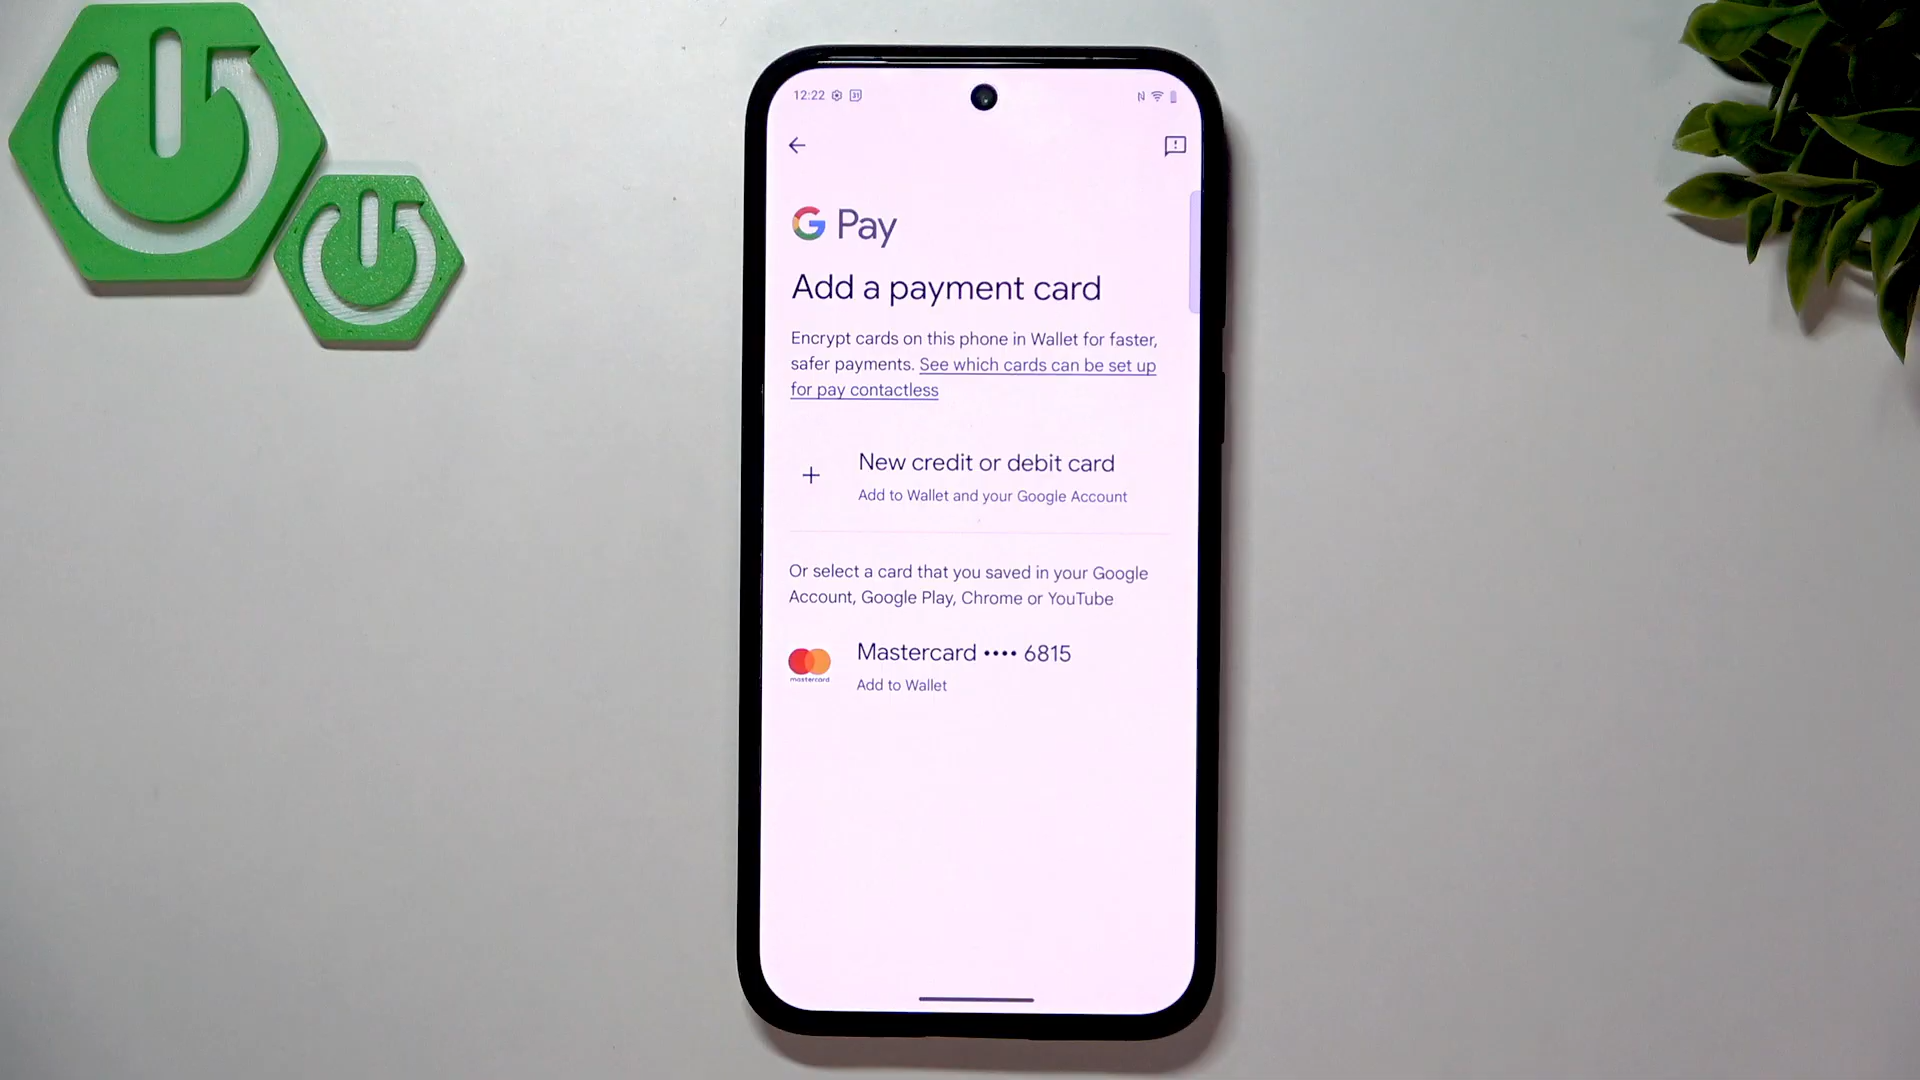 12:22
31
N
G Pay
Add a payment card
Encrypt cards on this phone in Wallet for faster,
safer payments. See which cards can be set up
for pay contactless
New credit or debit card
Add to Wallet and your Google Account
Or select a card that you saved in your Google
Account, Google Play, Chrome or YouTube
Mastercard •••• 6815
mastercard
Add to Wallet